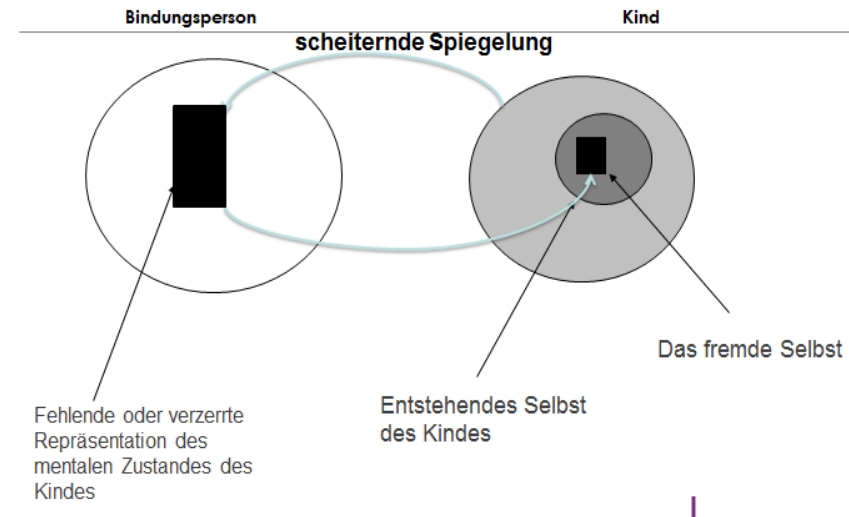 Bindungsperson
Kind
scheiternde Spiegelung
Das fremde Selbst
Entstehendes Selbst
des Kindes
Fehlende oder verzerrte
Repräsentation des
mentalen Zustandes des
Kindes